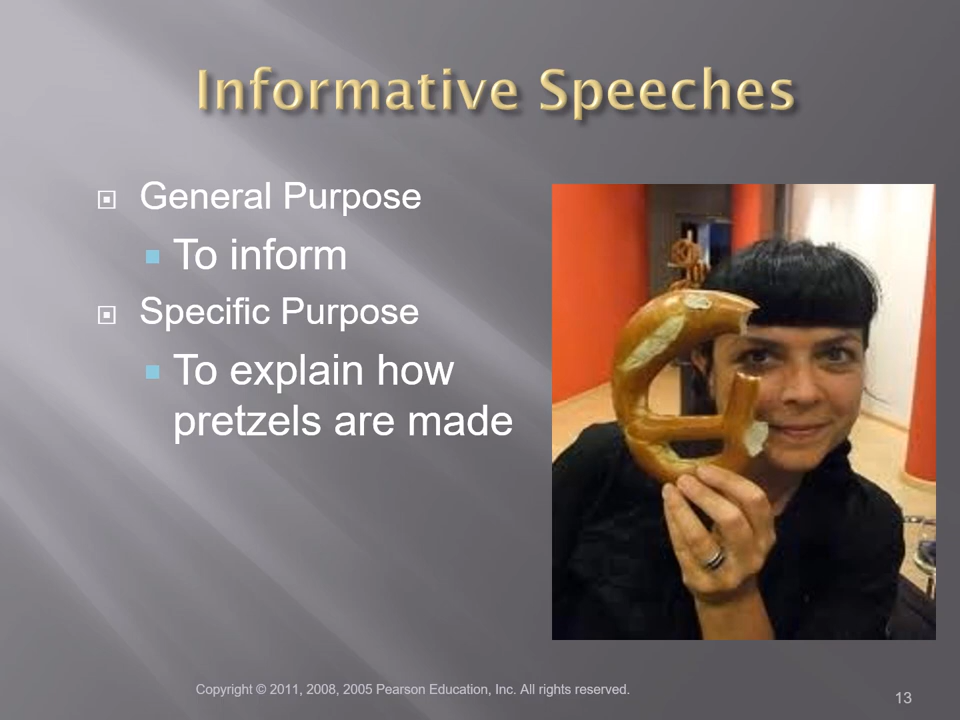 Informative Speeches
General Purpose
To inform
Specific Purpose
To explain how
pretzels are made
Copyright © 2011, 2008, 2005 Pearson Education, Inc. All rights reserved.
13